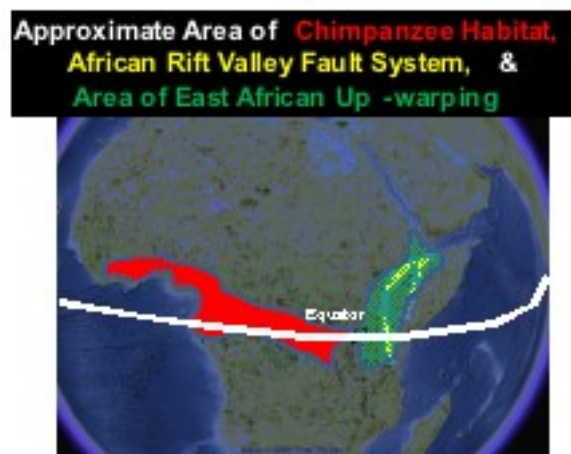 Approximate Area of Chimpanzee Habitat,
African Rift Valley Fault System, &
Area of East African Up -warping
Equator